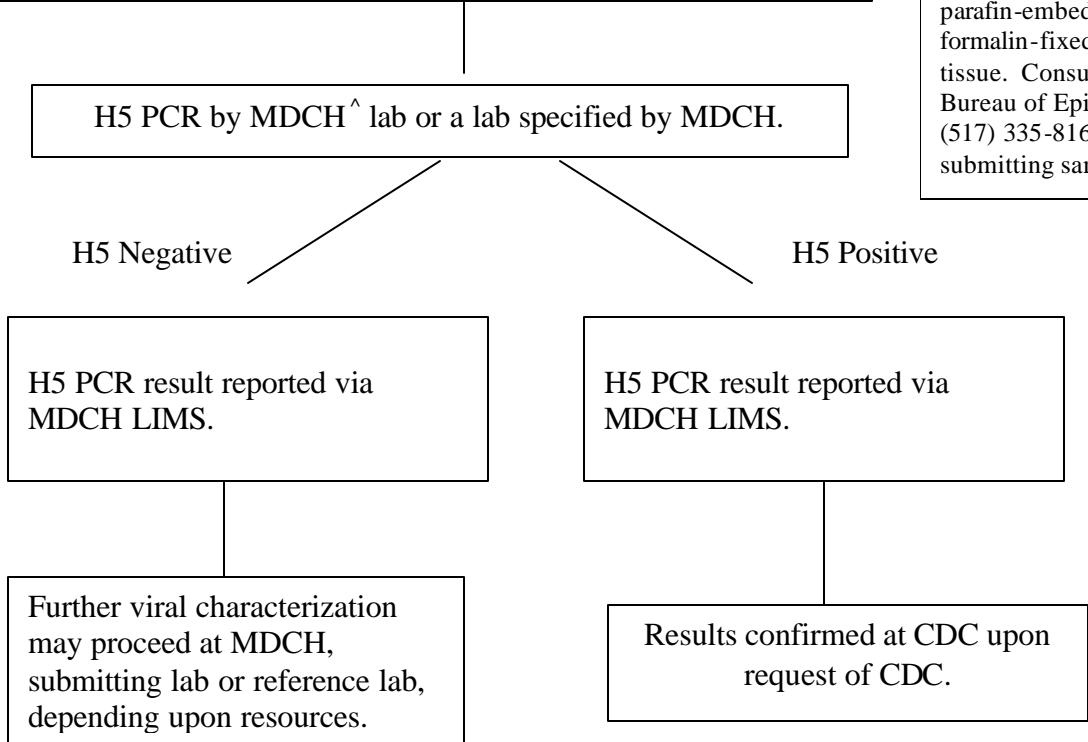 parafin-embed
formalin-fixed
tissue. Consu
Bureau of Epi
(517) 335-816
submitting sar
H5 PCR by MDCH^ lab or a lab specified by MDCH.
H5 Negative
H5 Positive
H5 PCR result reported via
MDCH LIMS.
H5 PCR result reported via
MDCH LIMS.
Further viral characterization
may proceed at MDCH,
submitting lab or reference lab,
depending upon resources.
Results confirmed at CDC upon
request of CDC.